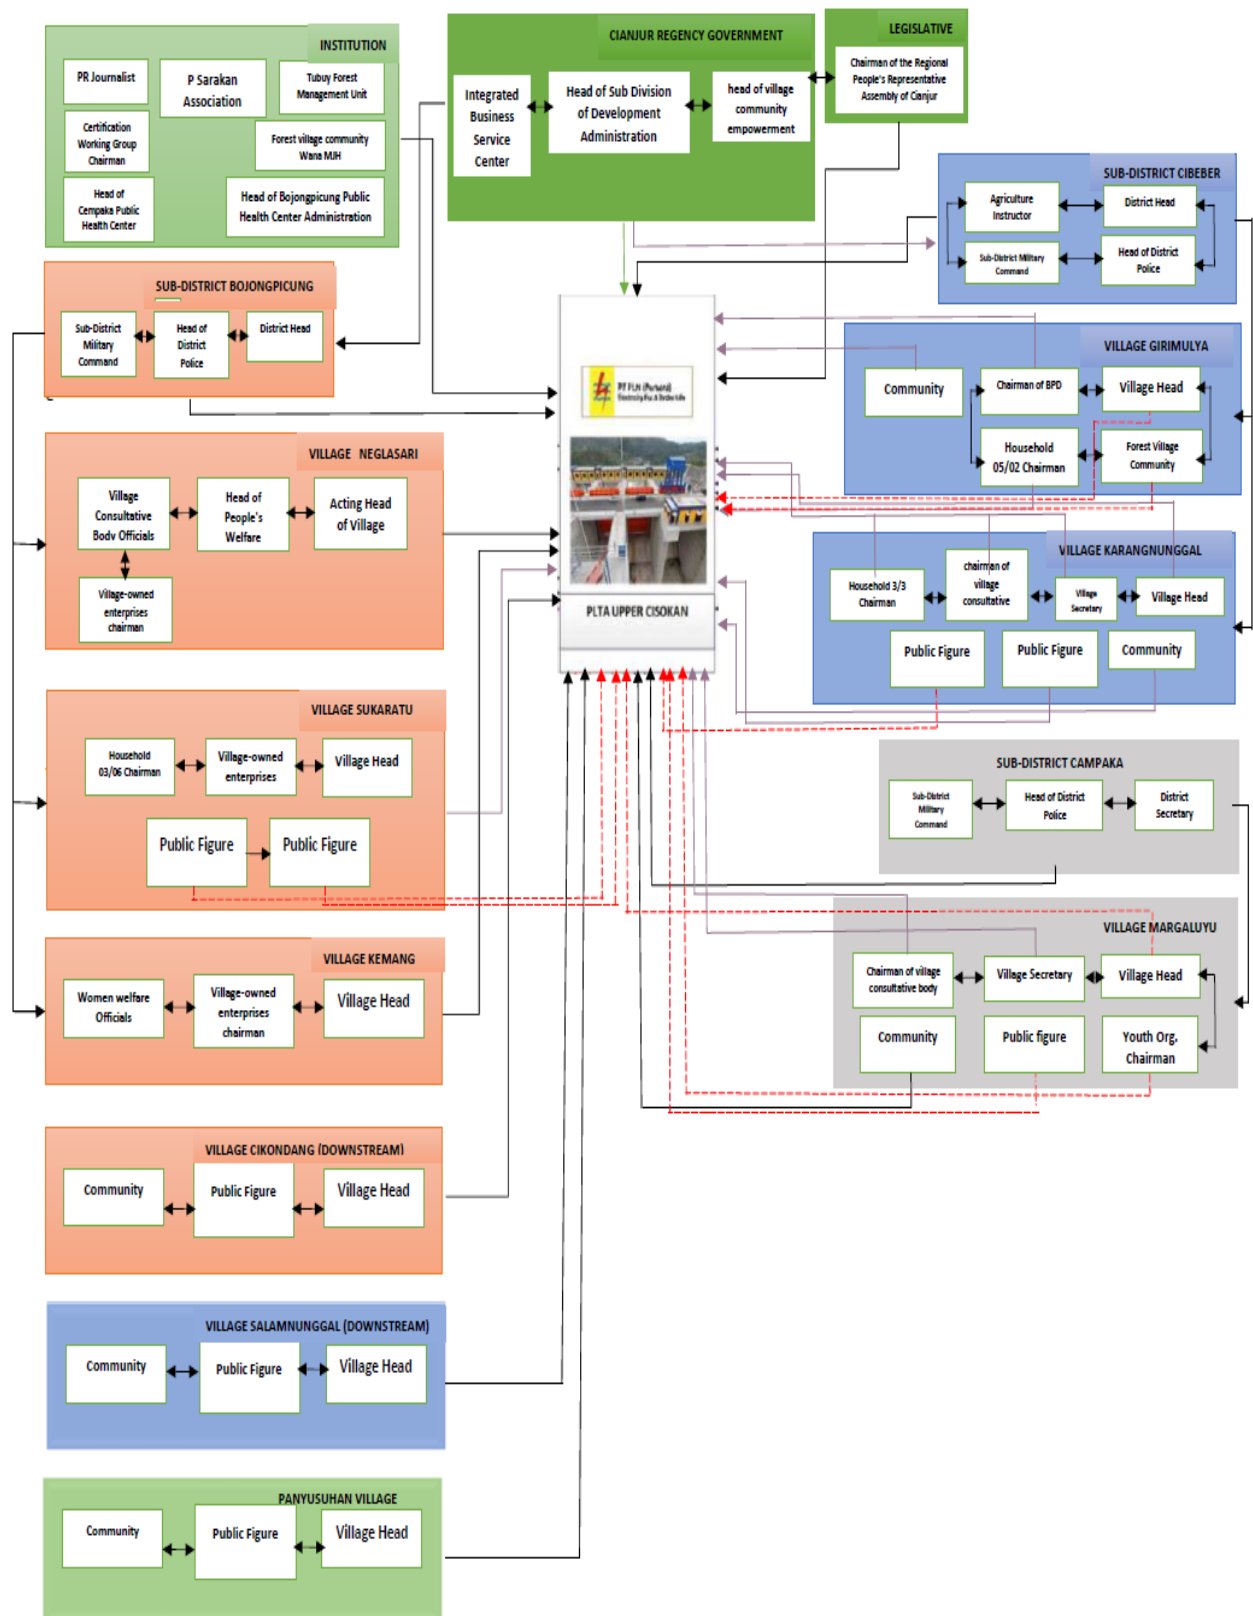 INSTITUTION
PR Journalist
P Sarakan
Association
Tubuy Forest
Management Unit
Certification
Working Group
Chairman
Forest village community
Wana MJH
Head of
Cempaka Public
Health Center
Head of Bojongpicung Public
Health Center Administration
CIANJUR REGENCY GOVERNMENT
Integrated
Business
Service
Center
Head of Sub Division
of Development
Administration
head of village
community
empowerment
LEGISLATIVE
Chairman of the Regional
People's Representative
Assembly of Cianjur
SUB-DISTRICT CIBEBER
Agriculture
Instructor
District Head
Sub-District Military
Command
Head of District
Police
SUB-DISTRICT BOJONGPICUNG
Sub-District
Military
Command
Head of
District
Police
District Head
VILLAGE GIRIMULYA
Community
Chairman of BPD
Village Head
Household
05/02 Chairman
Forest Village
Community
PT PLN (Persero)
PLTA UPPER CISOKAN
VILLAGE NEGLASARI
Village
Consultative
Body Officials
Head of
People's
Welfare
Acting Head
of Village
Village-owned
enterprises
chairman
VILLAGE KARANGNUNGGAL
Household 3/3
Chairman
chairman of
village
consultative
Village
Secretary
Village Head
Public Figure
Public Figure
Community
VILLAGE SUKARATU
Household
03/06 Chairman
Village-owned
enterprises
Village Head
Public Figure
Public Figure
SUB-DISTRICT CAMPAKA
Sub-District
Military
Command
Head of District
Police
District
Secretary
VILLAGE MARGALUYU
Chairman of village
consultative body
Village Secretary
Village Head
Community
Public figure
Youth Org,
Chairman
VILLAGE KEMANG
Women welfare
Officials
Village-owned
enterprises
chairman
Village Head
VILLAGE CIKONDANG (DOWNSTREAM)
Community
Public Figure
Village Head
VILLAGE SALAMNUNGGAL (DOWNSTREAM)
Community
Public Figure
Village Head
PANYUSUHAN VILLAGE
Community
Public Figure
Village Head